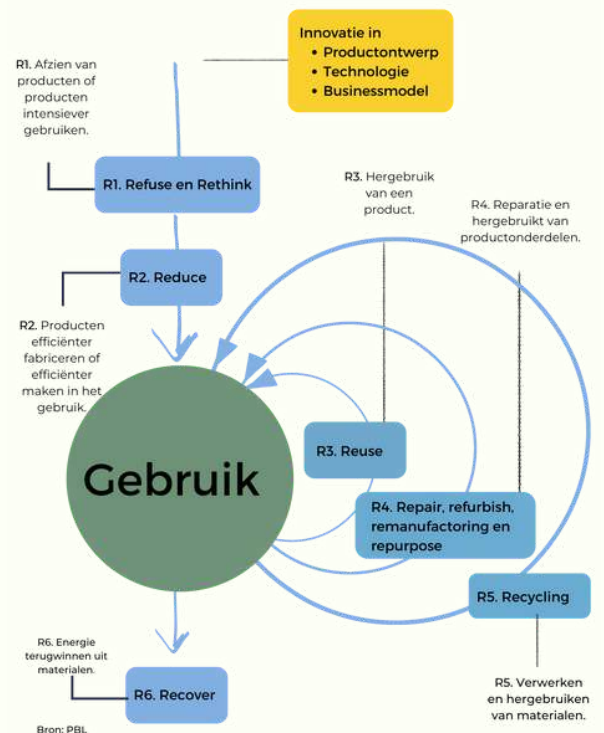 Innovatie in
• Productontwerp
• Technologie
• Businessmodel
R1. Afzien van
producten of
producten
intensiever
gebruiken.
R1. Refuse en Rethink
R3. Hergebruik
van een
product.
R4. Reparatie en
hergebruikt van
productonderdelen.
R2. Reduce
R2. Producten
efficiënter
fabriceren of
efficiënter
maken in het
gebruik.
Gebruik
R3. Reuse
R4. Repair, refurbish,
remanufactoring en
repurpose
R5. Recycling
R6. Energie
terugwinnen uit
materialen.
R6. Recover
R5. Verwerken
en hergebruiken
van materialen.
Bron: PBL